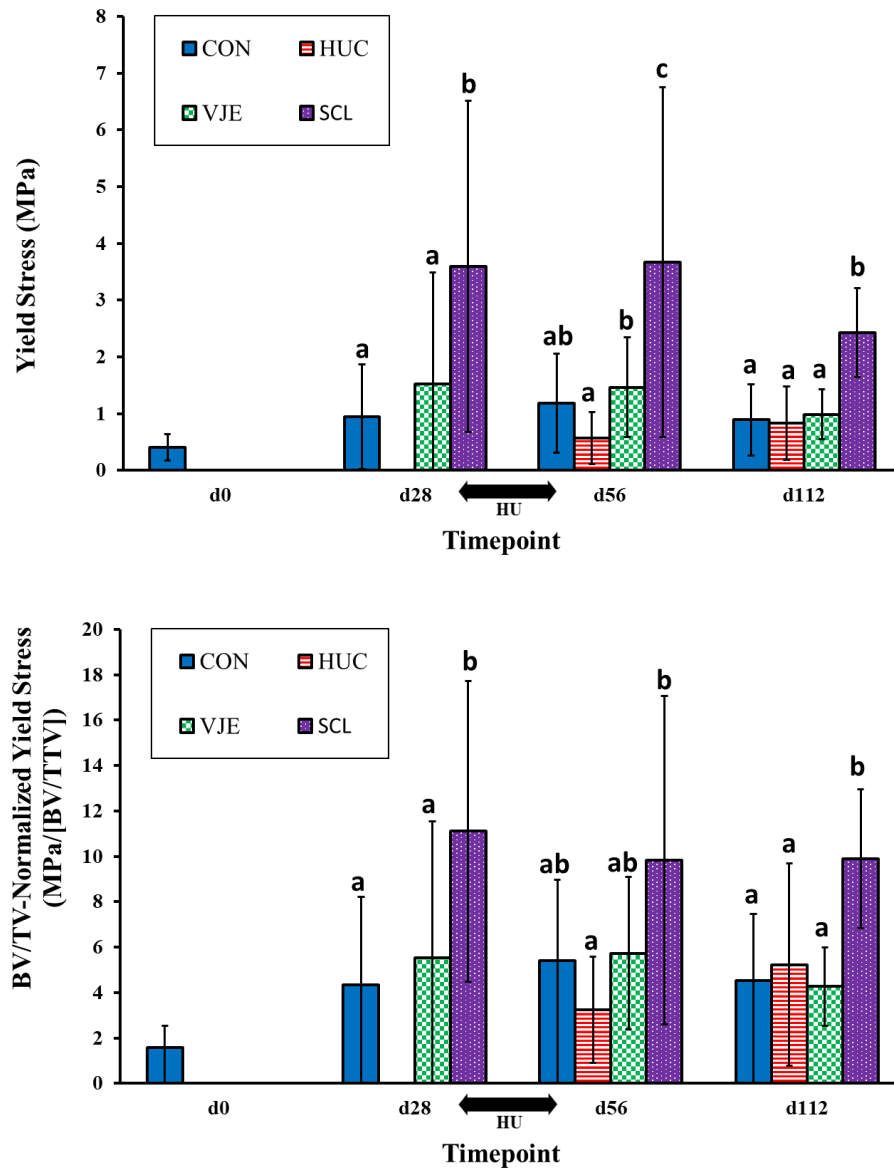 8
7
6
5
4
3
2
1
0
Yield Stress (MPa)
CON HUC
VJE SCL
a a b
ab a b c
a a a b
d0 d28 d56 d112
HU
Timepoint
20
18
16
14
12
10
8
6
4
2
0
BV/TV-Normalized Yield Stress
(MPa/[BV/TTV])
CON HUC
VJE SCL
a a b
ab a ab b
a a a b
d0 d28 d56 d112
HU
Timepoint